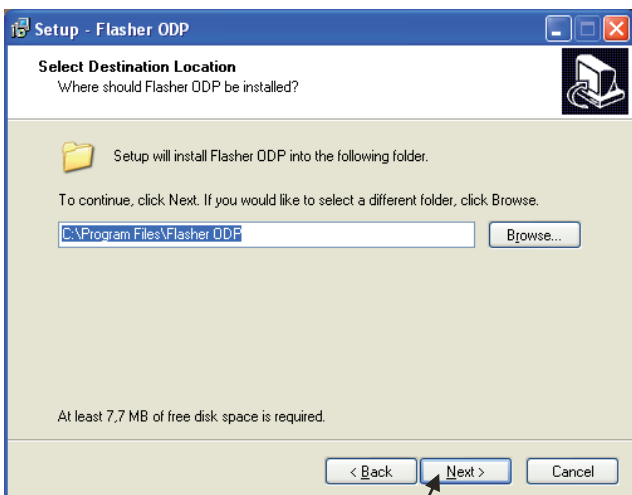 Setup - Flasher ODP
Select Destination Location
Where should Flasher ODP be installed?
Setup will install Flasher ODP into the following folder.
To continue, click Next. If you would like to select a different folder, click Browse.
C:\Program Files\Flasher ODP
Browse...
At least 7,7 MB of free disk space is required.
< Back
Next >
Cancel